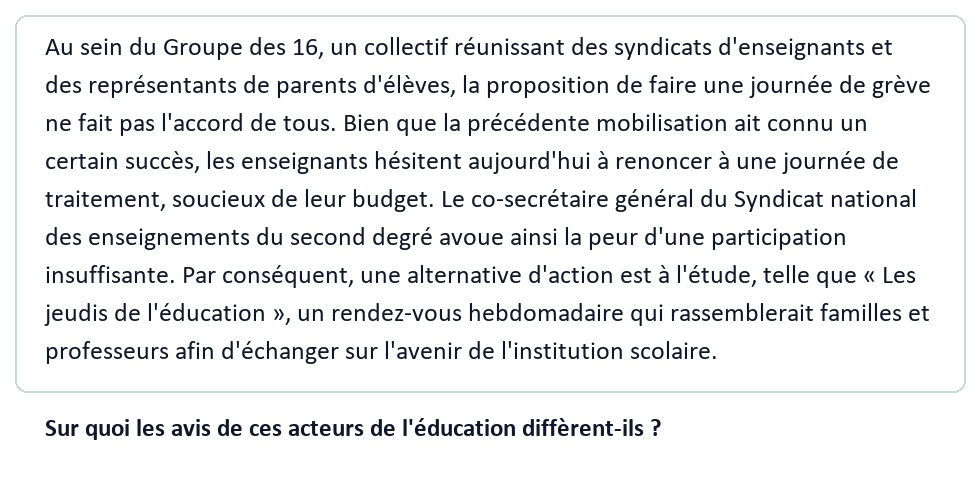 Au sein du Groupe des 16, un collectif réunissant des syndicats d'enseignants et
des représentants de parents d'élèves, la proposition de faire une journée de grève
ne fait pas l'accord de tous. Bien que la précédente mobilisation ait connu un
certain succès, les enseignants hésitent aujourd'hui à renoncer à une journée de
traitement, soucieux de leur budget. Le co-secrétaire général du Syndicat national
des enseignements du second degré avoue ainsi la peur d'une participation
insuffisante. Par conséquent, une alternative d'action est à l'étude, telle que « Les
jeudis de l'éducation », un rendez-vous hebdomadaire qui rassemblerait familles et
professeurs afin d'échanger sur l'avenir de l'institution scolaire.
Sur quoi les avis de ces acteurs de l'éducation diffèrent-ils ?